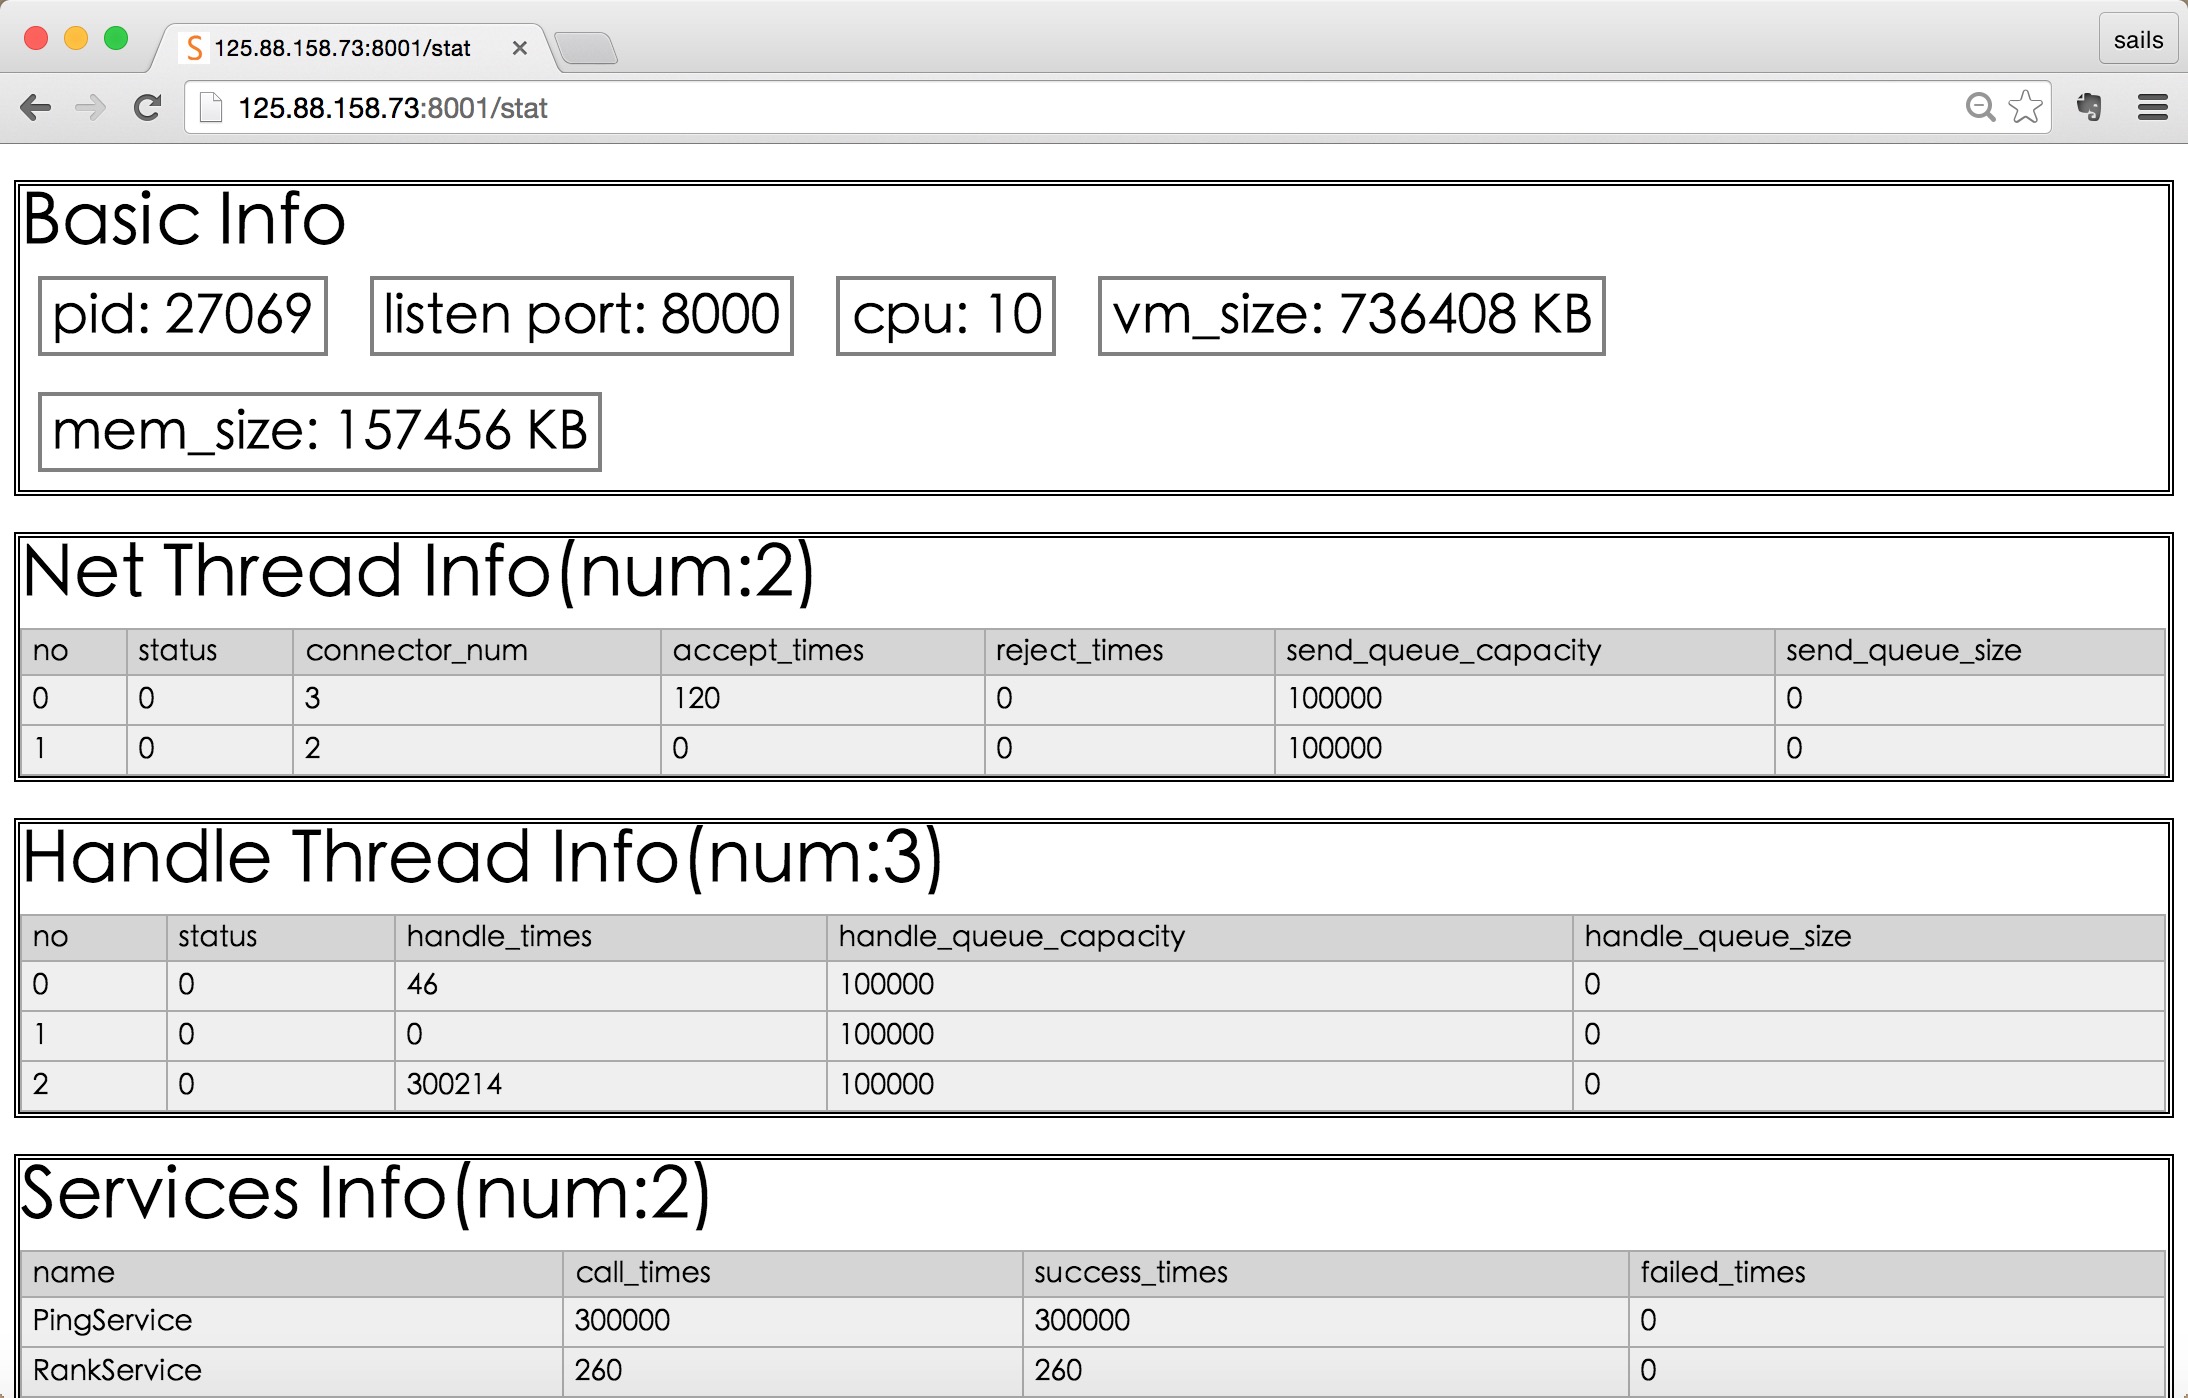 S 125.88.158.73:8001/stat
sails
125.88.158.73:8001/stat
Basic Info
pid: 27069 listen port: 8000 cpu: 10 vm_size: 736408 KB
mem_size: 157456 KB
Net Thread Info(num:2)
no status connector_num accept_times reject_times send_queue_capacity send_queue_size
0 0 3 120 0 100000 0
1 0 2 0 0 100000 0
Handle Thread Info(num:3)
no status handle_times handle_queue_capacity handle_queue_size
0 0 46 100000 0
1 0 0 100000 0
2 0 300214 100000 0
Services Info(num:2)
name call_times success_times failed_times
PingService 300000 300000 0
RankService 260 260 0